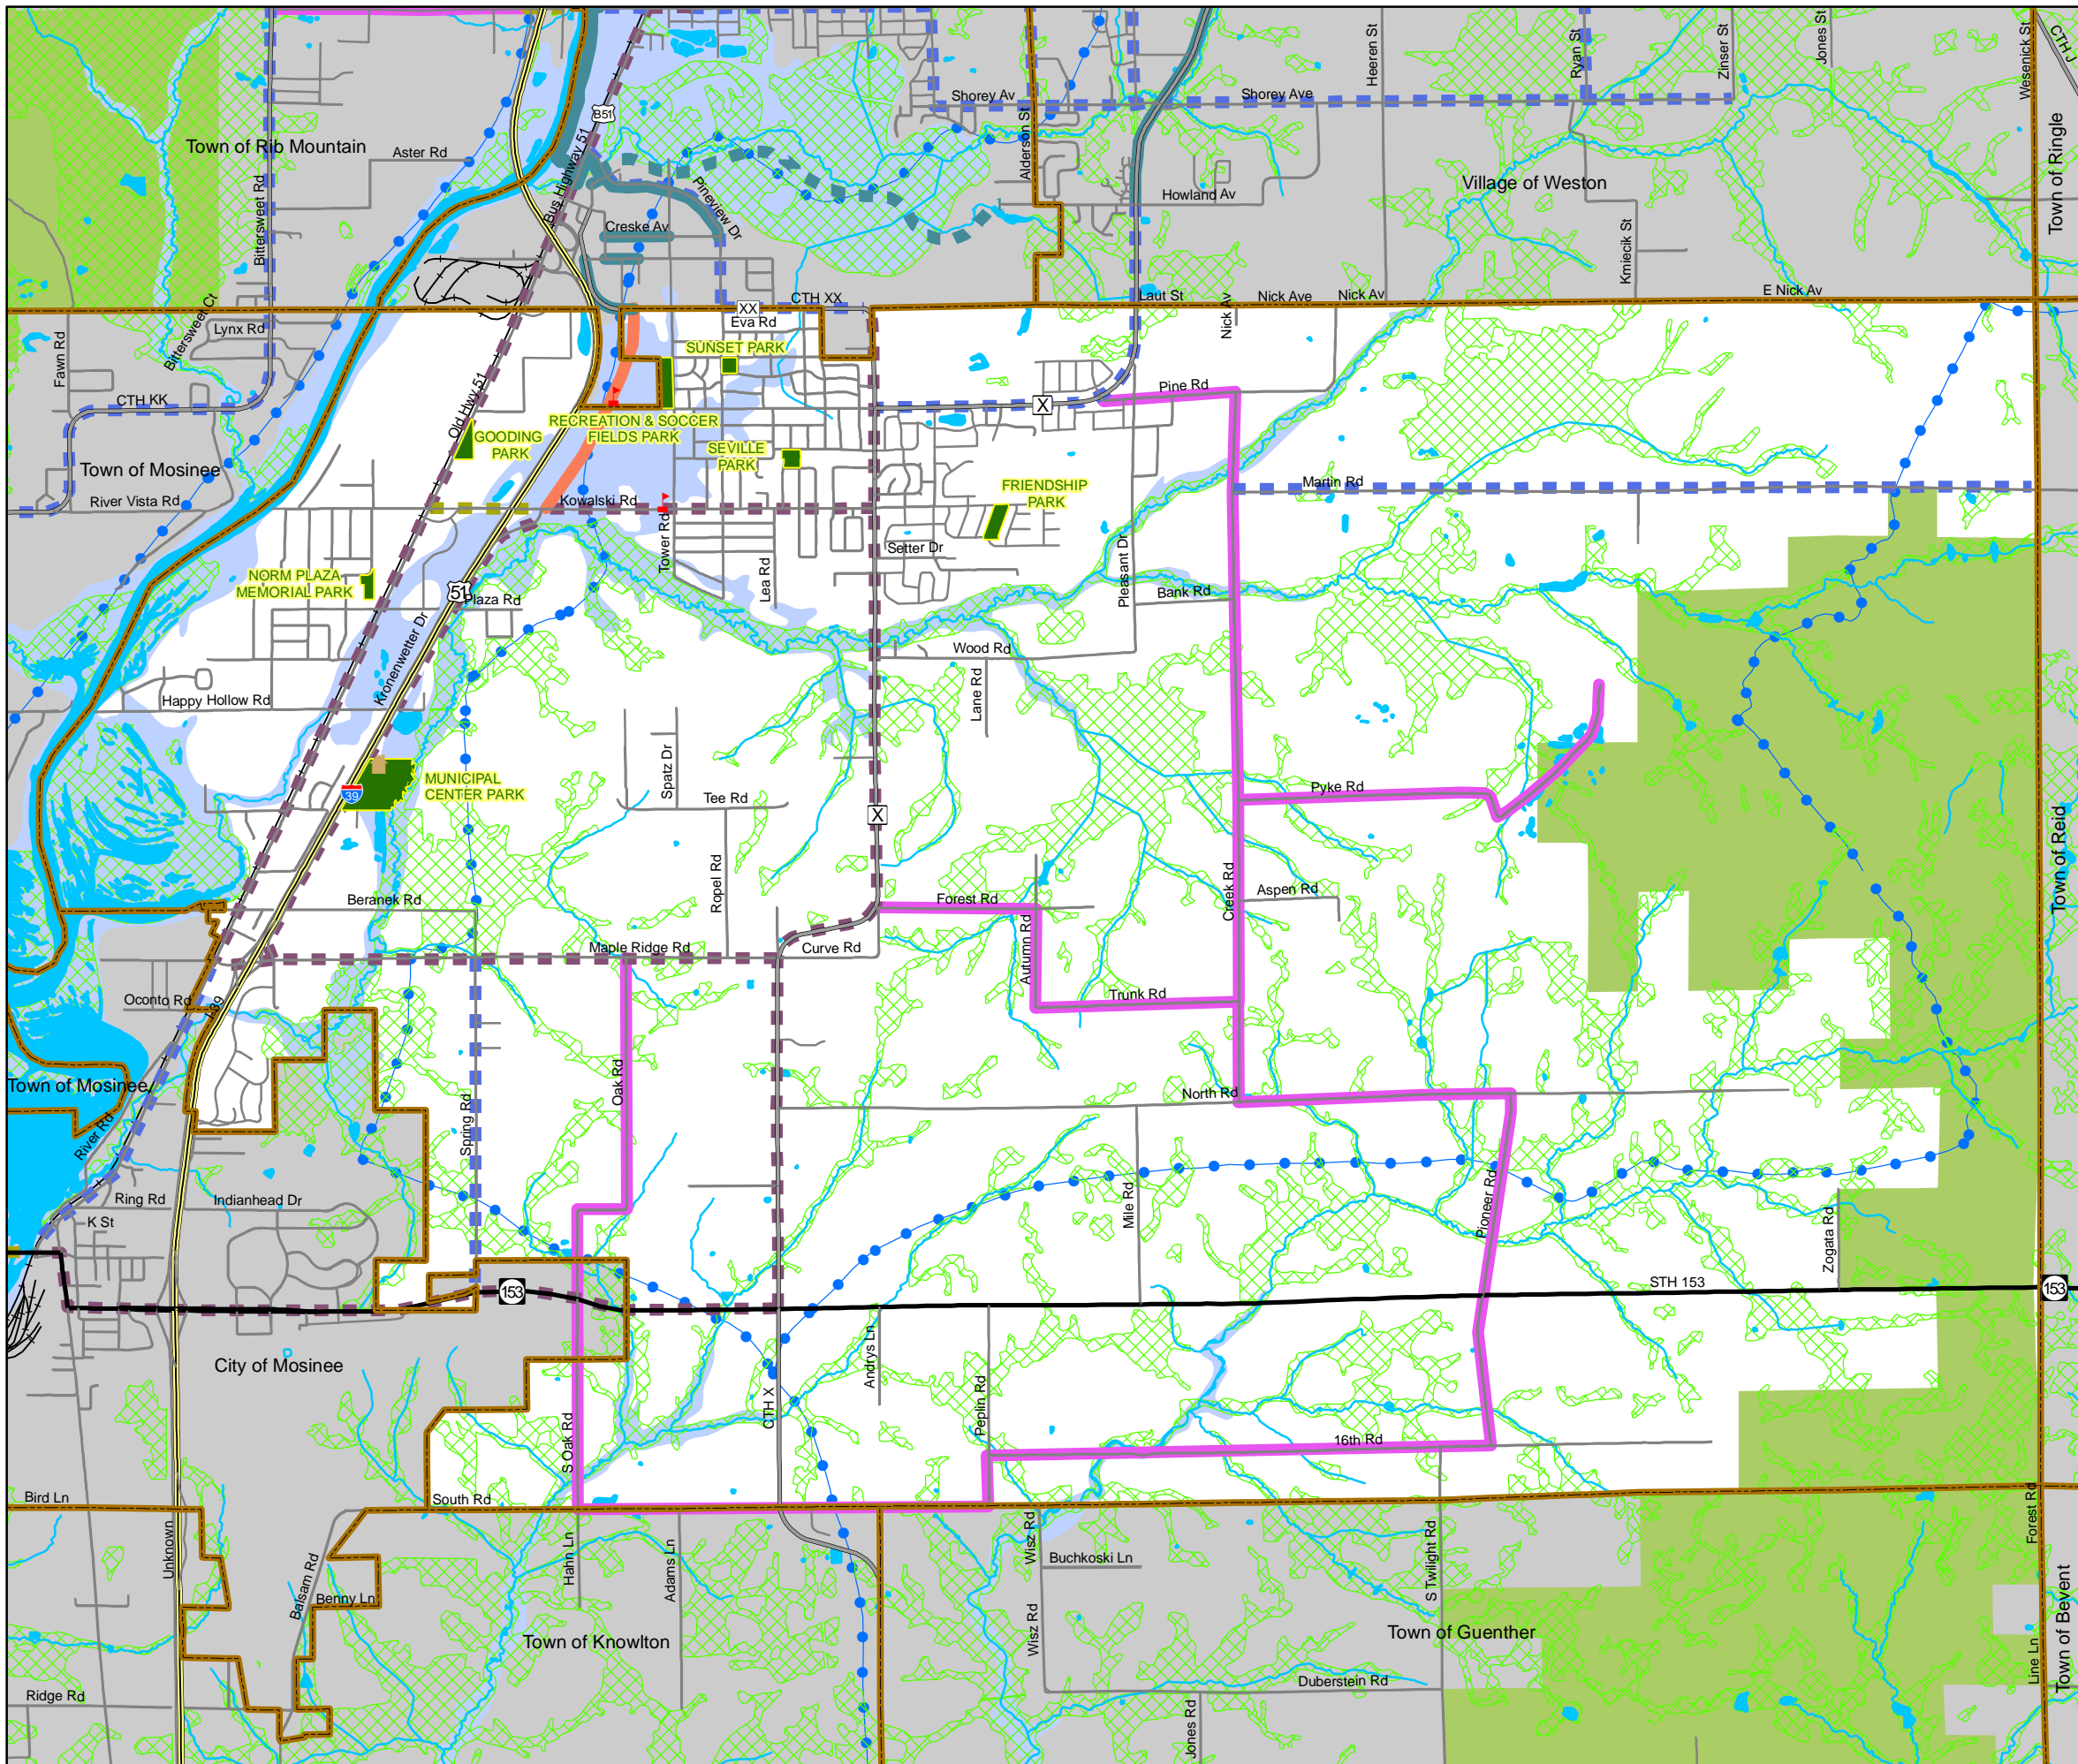 Shorey Av
Shorey Ave
Heeren St
Ryan St
Zinser St
Jones St
Wesenick St
CTH J
B51
Bus Highway 51
Alderson St
Town of Rib Mountain
Aster Rd
Bittersweet Rd
Pineview Dr
Creske Av
Howland Av
Village of Weston
Kmiecik St
Town of Ringle
Bittersweet Ct
Lynx Rd
Fawn Rd
XX
CTH XX
Eva Rd
Laut St
Nick Av
Nick Ave
Nick Av
E Nick Av
SUNSET PARK
CTH KK
Old Hwy 51
Pine Rd
X
RECREATION & SOCCER
FIELDS PARK
GOODING
PARK
SEVILLE
PARK
Town of Mosinee
River Vista Rd
Kowalski Rd
FRIENDSHIP
PARK
Martin Rd
Tower Rd
Lea Rd
Setter Dr
Pleasant Dr
NORM PLAZA
MEMORIAL PARK
51
Plaza Rd
Bank Rd
Kronenwetter Dr
Wood Rd
Lane Rd
Happy Hollow Rd
Spatz Dr
Tee Rd
MUNICIPAL
CENTER PARK
39
X
Pyke Rd
Ropel Rd
Creek Rd
Aspen Rd
Town of Reid
Beranek Rd
Forest Rd
Autumn Rd
Maple Ridge Rd
Curve Rd
Oconto Rd
I-39
Trunk Rd
Town of Mosinee
River Rd
Spring Rd
Oak Rd
North Rd
Ring Rd
Indianhead Dr
K St
Mile Rd
Pioneer Rd
Zogata Rd
153
STH 153
153
City of Mosinee
Andrys Ln
Peplin Rd
CTH X
S Oak Rd
16th Rd
Bird Ln
South Rd
Unknown
Balsam Rd
Benny Ln
Hahn Ln
Adams Ln
Wisz Rd
Buchkoski Ln
S Twilight Rd
Forest Rd
Town of Bevent
Town of Knowlton
Wisz Rd
Town of Guenther
Line Ln
Ridge Rd
Duberstein Rd
Jones Rd